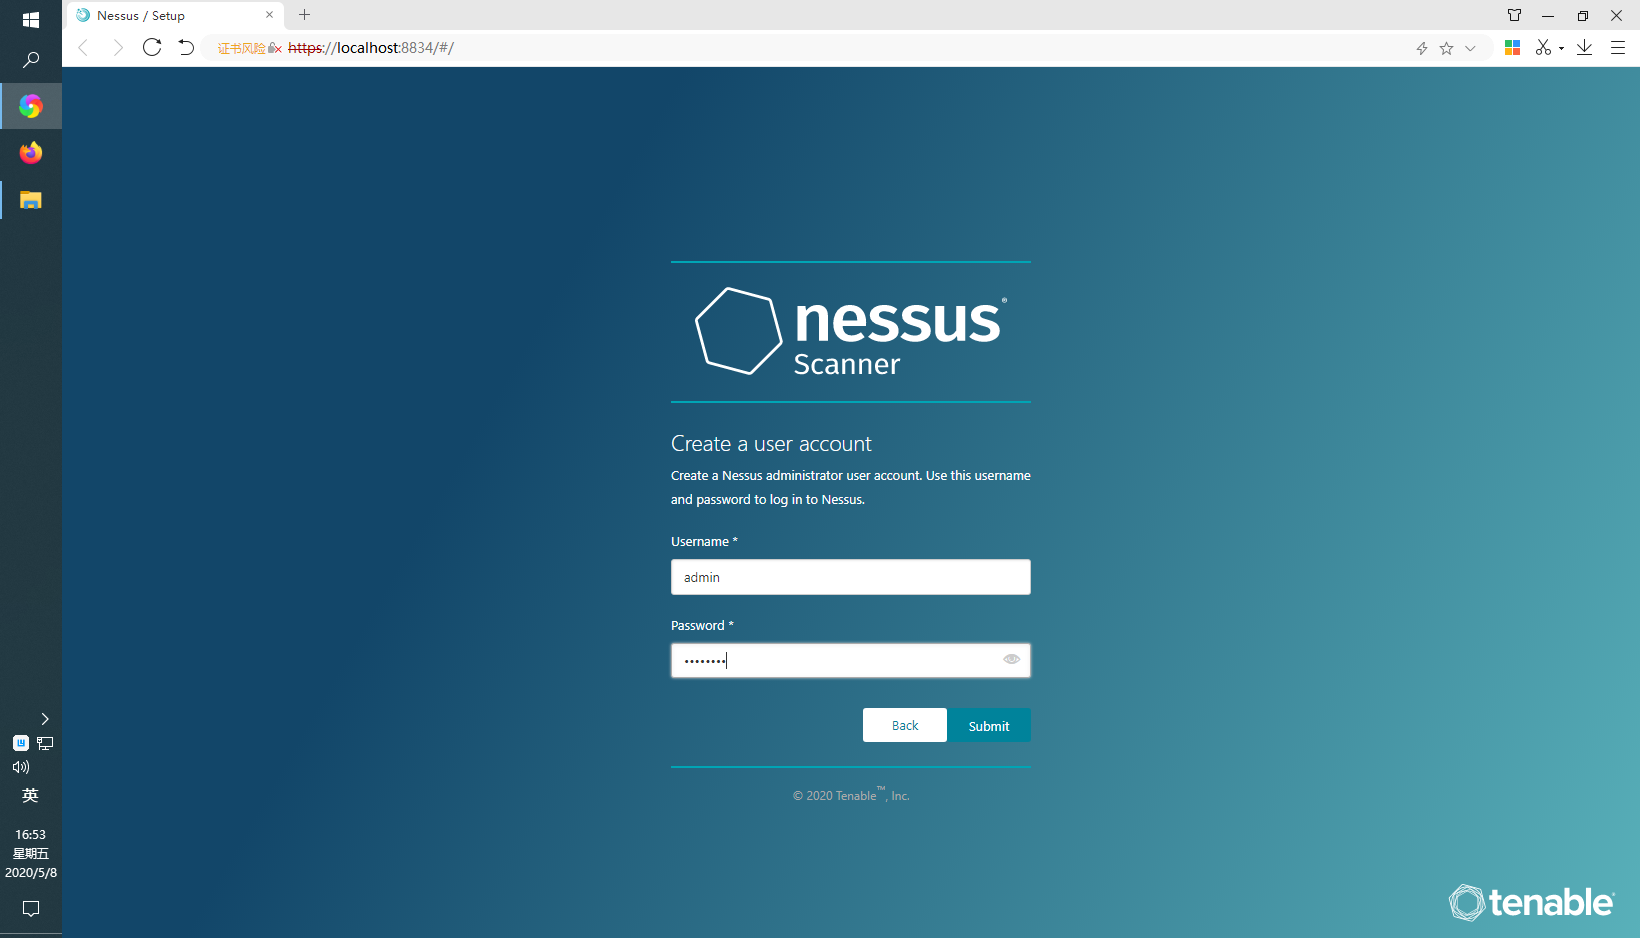 Nessus / Setup
证书风险 https://localhost:8834/#/
nessus®
Scanner
Create a user account
Create a Nessus administrator user account. Use this username
and password to log in to Nessus.
Username *
admin
Password *
••••••••
Back
Submit
© 2020 Tenable™, Inc.
英
16:53
星期五
2020/5/8
tenable®